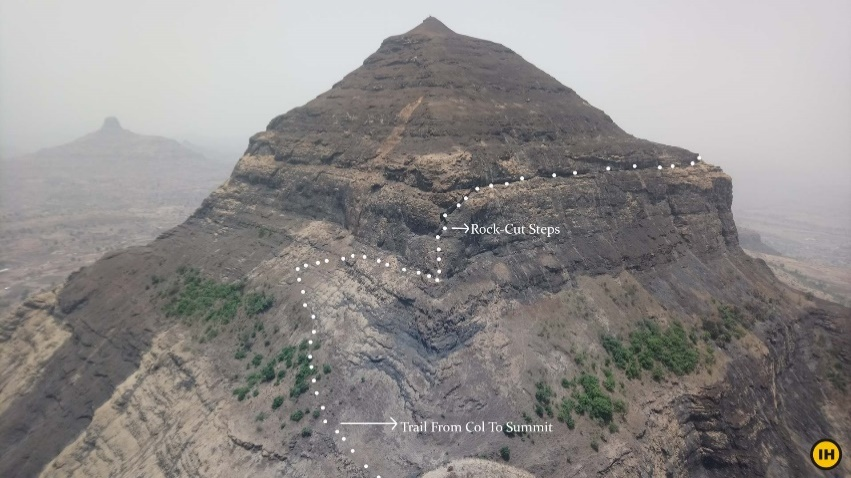 Rock-Cut Steps
Trail From Col To Summit
IH